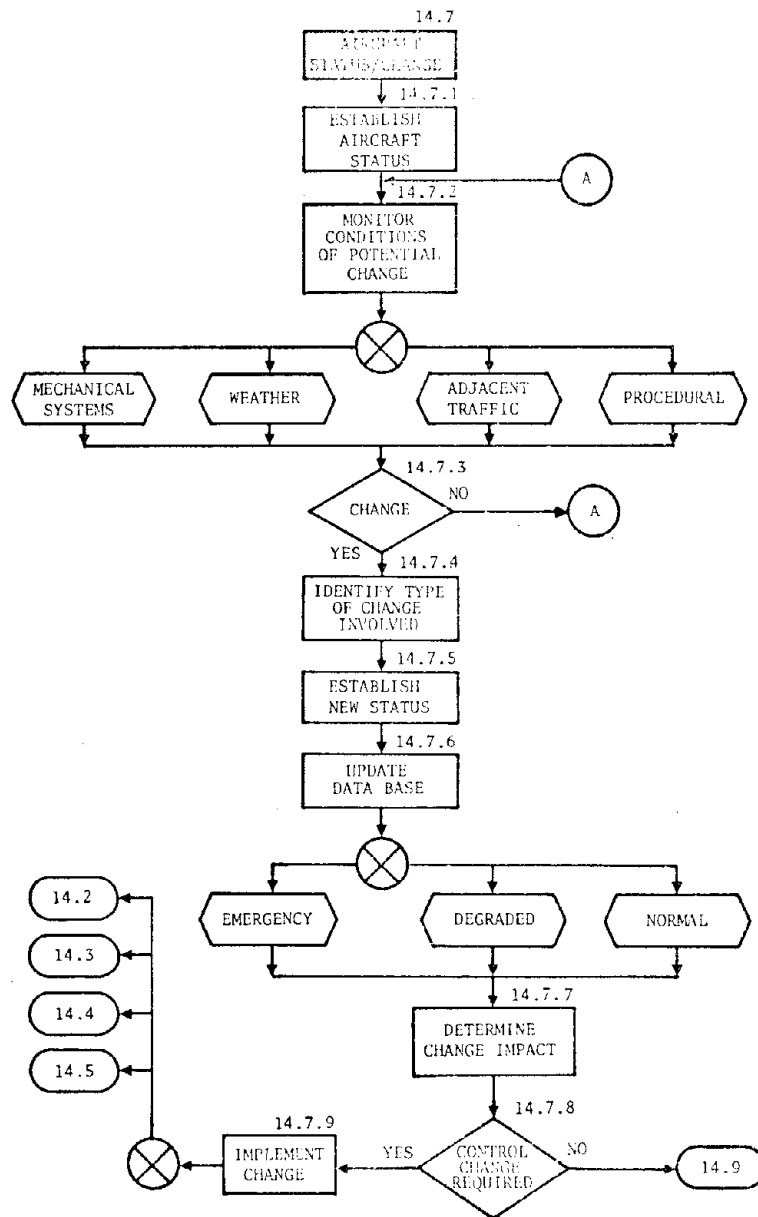 14.7
AIRCRAFT
STATUS/CHANGE
14.7.1
ESTABLISH
AIRCRAFT
STATUS
A
14.7.2
MONITOR
CONDITIONS
OF POTENTIAL
CHANGE
MECHANICAL
SYSTEMS
WEATHER
ADJACENT
TRAFFIC
PROCEDURAL
14.7.3
CHANGE
NO
A
YES
14.7.4
IDENTIFY TYPE
OF CHANGE
INVOLVED
14.7.5
ESTABLISH
NEW STATUS
14.7.6
UPDATE
DATA BASE
EMERGENCY
DEGRADED
NORMAL
14.2
14.3
14.4
14.5
14.7.7
DETERMINE
CHANGE IMPACT
14.7.8
CONTROL
CHANGE
REQUIRED
YES
NO
14.7.9
IMPLEMENT
CHANGE
14.9